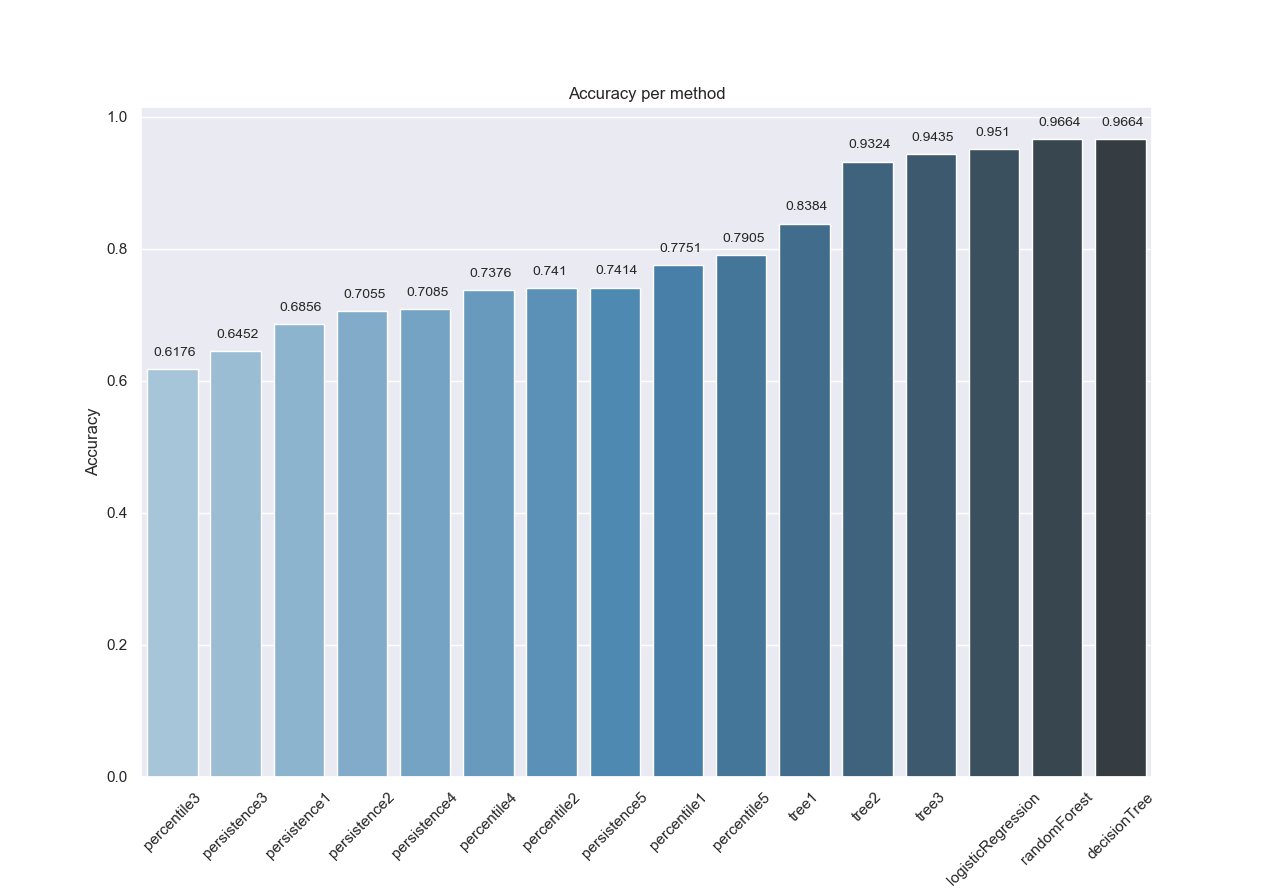 Accuracy per method
1.0
0.8
0.6
0.4
0.2
0.0
Accuracy
0.6176
0.6452
0.6856
0.7055
0.7085
0.7376
0.741
0.7414
0.7751
0.7905
0.8384
0.9324
0.9435
0.951
0.9664
0.9664
percentile3
persistence3
persistence1
persistence2
persistence4
percentile4
percentile2
persistence5
percentile1
percentile5
tree1
tree2
tree3
logisticRegression
randomForest
decisionTree